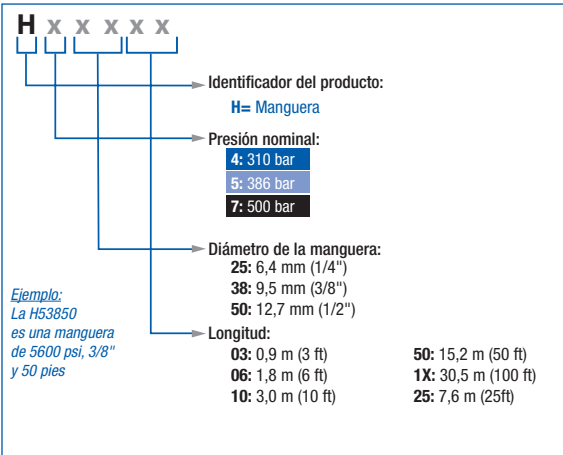 H x x x x x
Identificador del producto:
H= Manguera
Presión nominal:
4: 310 bar
5: 386 bar
7: 500 bar
Diámetro de la manguera:
25: 6,4 mm (1/4")
38: 9,5 mm (3/8")
50: 12,7 mm (1/2")
Ejemplo:
La H53850
es una manguera
de 5600 psi, 3/8"
y 50 pies
Longitud:
03: 0,9 m (3 ft)
06: 1,8 m (6 ft)
10: 3,0 m (10 ft)
50: 15,2 m (50 ft)
1X: 30,5 m (100 ft)
25: 7,6 m (25ft)